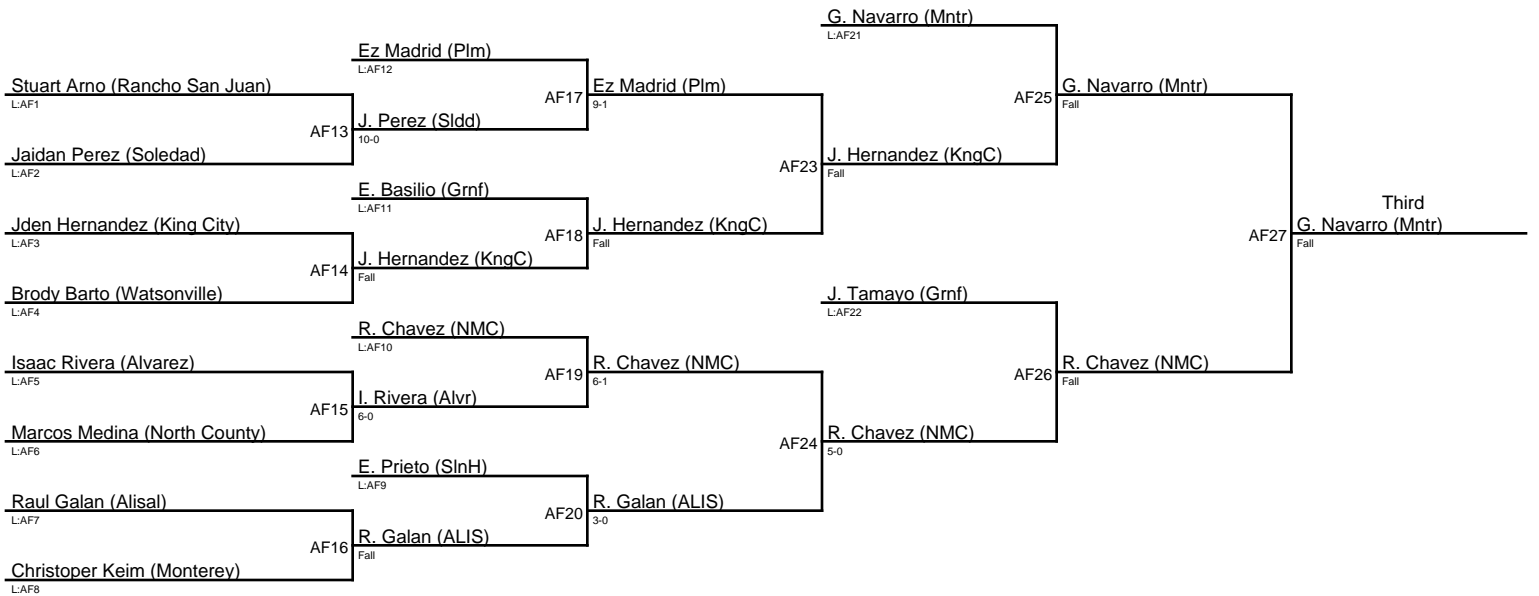 G. Navarro (Mntr)
L:AF21
Ez Madrid (Plm)
L:AF12
Stuart Arno (Rancho San Juan)
L:AF1
AF17
Ez Madrid (Plm)
9-1
AF25
G. Navarro (Mntr)
Fall
AF13
J. Perez (Sldd)
10-0
Jaidan Perez (Soledad)
L:AF2
AF23
J. Hernandez (KngC)
Fall
E. Basilio (Grnf)
L:AF11
Jden Hernandez (King City)
L:AF3
AF18
J. Hernandez (KngC)
Fall
Third
AF27
G. Navarro (Mntr)
Fall
AF14
J. Hernandez (KngC)
Fall
Brody Barto (Watsonville)
L:AF4
J. Tamayo (Grnf)
L:AF22
R. Chavez (NMC)
L:AF10
Isaac Rivera (Alvarez)
L:AF5
AF19
R. Chavez (NMC)
6-1
AF26
R. Chavez (NMC)
Fall
AF15
I. Rivera (Alvr)
6-0
Marcos Medina (North County)
L:AF6
AF24
R. Chavez (NMC)
5-0
E. Prieto (SlnH)
L:AF9
Raul Galan (Alisal)
L:AF7
AF20
R. Galan (ALIS)
3-0
AF16
R. Galan (ALIS)
Fall
Christoper Keim (Monterey)
L:AF8